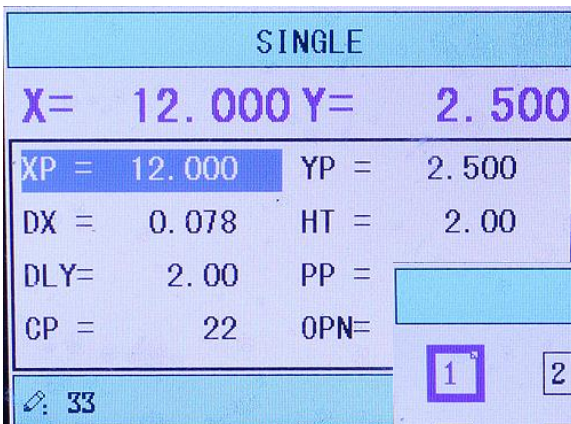 SINGLE
X= 12.000 Y= 2.500
XP = 12.000 YP = 2.500
DX = 0.078 HT = 2.00
DLY= 2.00 PP =
CP = 22 OPN=
1 2
: 33